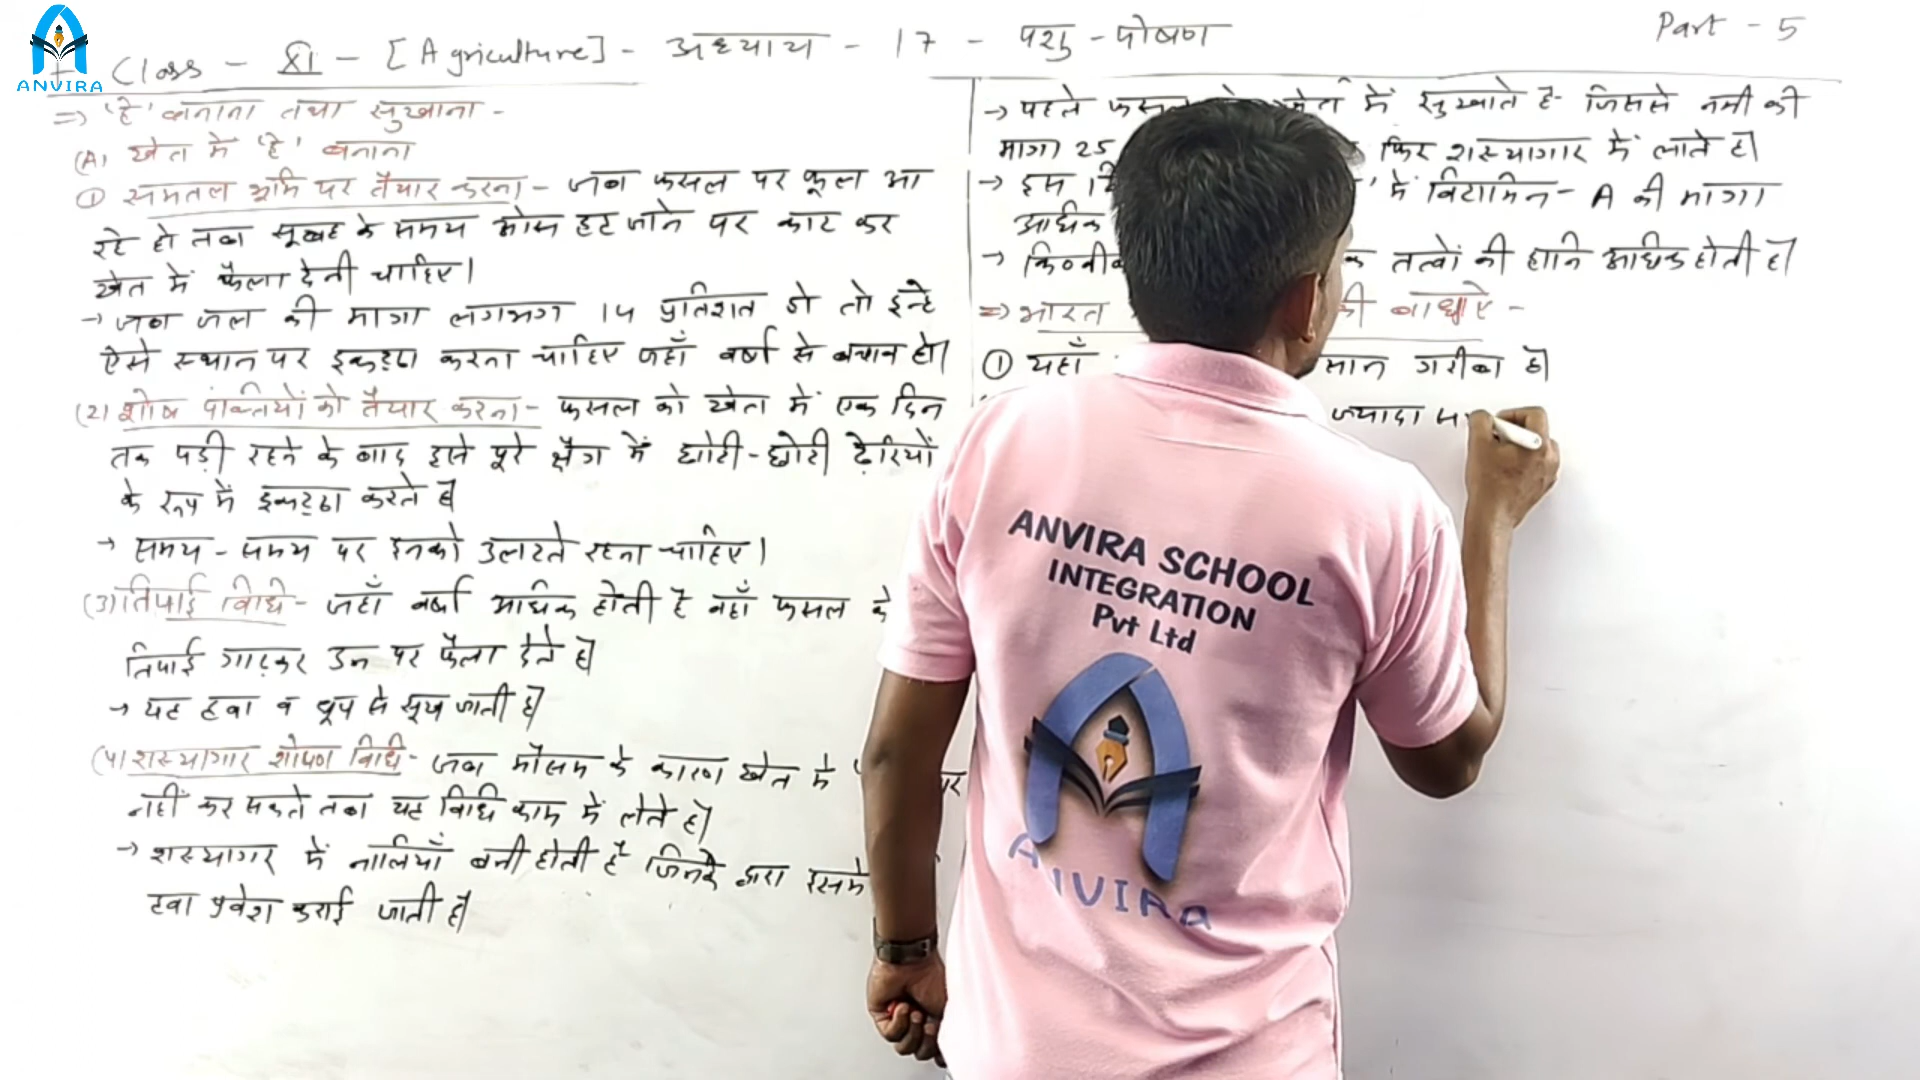 ANVIRA
Class - XI - [Agriculture] - अध्याय - 17 - पशु - पोषण
Part - 5
=> 'हे' बनाना तथा सुखाना -
(A) खेत में 'हे' बनाना
① समतल भूमि पर तैयार करना - जब फसल पर फूल आ
रहे हो तब सूबह के समय ओस हट जाने पर काट कर
खेत में फैला देनी चाहिए।
→ जब जल की मात्रा लगभग 14 प्रतिशत हो तो इन्हे
ऐसे स्थान पर इकट्ठा करना चाहिए जहाँ वर्षा से बचाव हो।
(2) शोष पंक्तियों को तैयार करना - फसल को खेत में एक दिन
तक पड़ी रहने के बाद इसे पूरे क्षेत्र में छोटी-छोटी ढ़ेरियों
के रूप में इकट्ठा करते है।
→ समय - समय पर इनको उलटते रहना चाहिए।
(3) तिपाई विधि - जहाँ वर्षा अधिक होती है वहाँ फसल के
तिपाई गाड़कर उन पर फैला देते है।
→ यह हवा व धूप से सूख जाती है।
(4) शस्यागार शोषण विधि - जब मौसम के कारण खेत मे
नहीं कर सकते तब यह विधि काम में लेते है।
→ शस्यागार में नालियाँ बनी होती है जिनके द्वारा इसमे
हवा प्रवेश कराई जाती है।
→ पहले फसल में सुखाते है जिससे नमी की
मात्रा 25 फिर शस्यागार में लाते है।
→ इस में विटामिन - A की मात्रा
अधिक
→ तत्वों की हानि अधिक होती है।
=> भारत की बाधाए -
① यहाँ गरीब है।
ज्यादा
ANVIRA SCHOOL
INTEGRATION
Pvt Ltd
ANVIRA